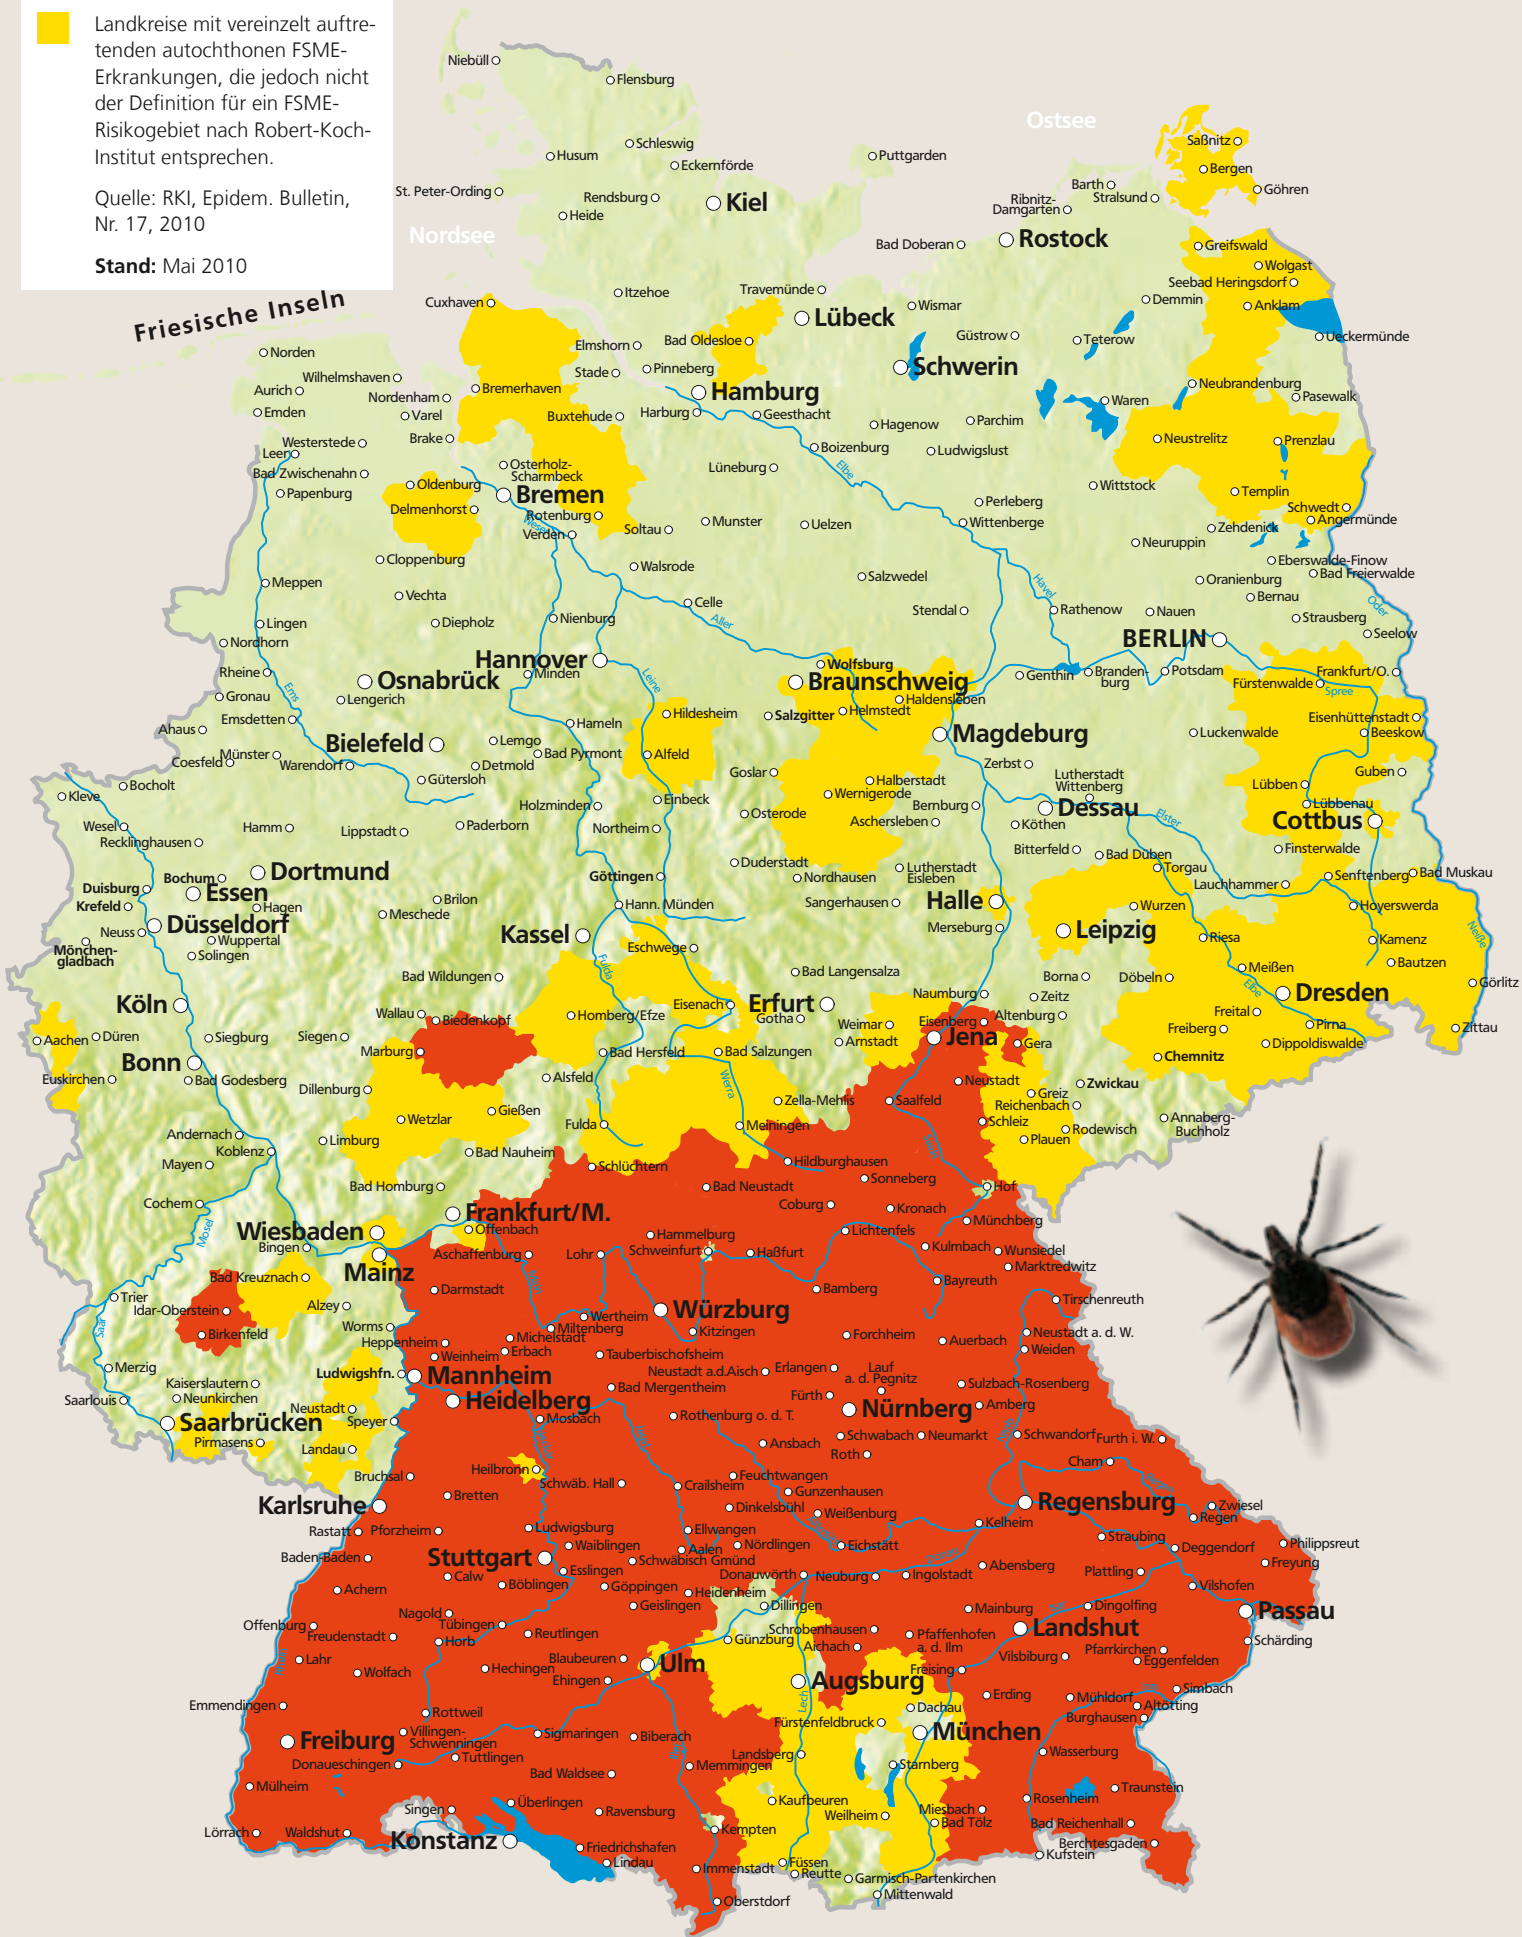 Landkreise mit vereinzelt auftre-
tenden autochthonen FSME-
Erkrankungen, die jedoch nicht
der Definition für ein FSME-
Risikogebiet nach Robert-Koch-
Institut entsprechen.
Quelle: RKI, Epidem. Bulletin,
Nr. 17, 2010
Stand: Mai 2010
Niebüll
Flensburg
Ostsee
Saßnitz
Schleswig
Husum
Eckernförde
Puttgarden
Bergen
St. Peter-Ording
Rendsburg
Kiel
Barth
Stralsund
Göhren
Ribnitz-
Damgarten
Heide
Nordsee
Bad Doberan
Rostock
Greifswald
Wolgast
Seebad Heringsdorf
Friesische Inseln
Cuxhaven
Itzehoe
Travemünde
Lübeck
Wismar
Demmin
Anklam
Ueckermünde
Güstrow
Teterow
Elmshorn
Bad Oldesloe
Norden
Schwerin
Wilhelmshaven
Stade
Pinneberg
Aurich
Nordenham
Bremerhaven
Hamburg
Neubrandenburg
Pasewalk
Emden
Varel
Buxtehude
Harburg
Geesthacht
Waren
Hagenow
Parchim
Westerstede
Brake
Boizenburg
Ludwigslust
Neustrelitz
Prenzlau
Leer
Bad Zwischenahn
Osterholz-
Scharmbeck
Lüneburg
Elbe
Papenburg
Oldenburg
Bremen
Wittstock
Templin
Delmenhorst
Rotenburg
Weser
Verden
Soltau
Munster
Uelzen
Perleberg
Wittenberge
Schwedt
Angermünde
Zehdenick
Neuruppin
Cloppenburg
Walsrode
Salzwedel
Eberswalde-Finow
Bad Freierwalde
Meppen
Oranienburg
Havel
Vechta
Celle
Stendal
Rathenow
Nauen
Bernau
Oder
Lingen
Diepholz
Nienburg
Aller
Strausberg
Seelow
Nordhorn
BERLIN
Hannover
Wolfsburg
Rheine
Osnabrück
Minden
Leine
Braunschweig
Genthin
Branden-
burg
Potsdam
Frankfurt/O.
Fürstenwalde
Spree
Gronau
Ems
Lengerich
Haldensleben
Helmstedt
Emsdetten
Hameln
Hildesheim
Salzgitter
Eisenhüttenstadt
Ahaus
Bielefeld
Lemgo
Magdeburg
Luckenwalde
Beeskow
Münster
Coesfeld
Warendorf
Detmold
Bad Pyrmont
Alfeld
Zerbst
Goslar
Guben
Bocholt
Gütersloh
Halberstadt
Lutherstadt
Wittenberg
Lübben
Kleve
Wernigerode
Holzminden
Einbeck
Bernburg
Dessau
Lübbenau
Wesel
Hamm
Lippstadt
Paderborn
Northeim
Osterode
Aschersleben
Köthen
Elster
Cottbus
Recklinghausen
Bitterfeld
Bad Düben
Finsterwalde
Dortmund
Duderstadt
Lutherstadt
Eisleben
Torgau
Bochum
Göttingen
Nordhausen
Senftenberg
Bad Muskau
Duisburg
Essen
Lauchhammer
Krefeld
Hagen
Brilon
Hann. Münden
Sangerhausen
Halle
Wurzen
Hoyerswerda
Meschede
Düsseldorf
Neuss
Kassel
Merseburg
Leipzig
Riesa
Kamenz
Neiße
Mönchen-
gladbach
Wuppertal
Solingen
Eschwege
Fulda
Bad Wildungen
Bad Langensalza
Borna
Döbeln
Meißen
Bautzen
Görlitz
Elbe
Köln
Eisenach
Erfurt
Naumburg
Zeitz
Dresden
Wallau
Biedenkopf
Homberg/Efze
Gotha
Weimar
Eisenberg
Altenburg
Freital
Freiberg
Pirna
Zittau
Aachen
Düren
Siegburg
Siegen
Marburg
Arnstadt
Jena
Gera
Dippoldiswalde
Bad Hersfeld
Bad Salzungen
Bonn
Chemnitz
Euskirchen
Bad Godesberg
Dillenburg
Alsfeld
Werra
Neustadt
Zwickau
Greiz
Reichenbach
Zella-Mehlis
Saalfeld
Wetzlar
Gießen
Annaberg-
Buchholz
Fulda
Meiningen
Schleiz
Rodewisch
Plauen
Andernach
Limburg
Koblenz
Bad Nauheim
Mayen
Schlüchtern
Hildburghausen
Sonneberg
Hof
Bad Homburg
Bad Neustadt
Cochem
Coburg
Kronach
Frankfurt/M.
Münchberg
Mosel
Wiesbaden
Offenbach
Hammelburg
Lichtenfels
Bingen
Aschaffenburg
Lohr
Schweinfurt
Haßfurt
Kulmbach
Wunsiedel
Mainz
Marktredwitz
Bad Kreuznach
Darmstadt
Bamberg
Bayreuth
Trier
Idar-Oberstein
Alzey
Würzburg
Tirschenreuth
Wertheim
Saar
Birkenfeld
Worms
Miltenberg
Kitzingen
Forchheim
Auerbach
Neustadt a. d. W.
Heppenheim
Michelstadt
Erbach
Weiden
Weinheim
Tauberbischofsheim
Merzig
Ludwigshfn.
Mannheim
Neustadt a.d.Aisch
Erlangen
Lauf
a. d. Pegnitz
Kaiserslautern
Bad Mergentheim
Sulzbach-Rosenberg
Saarlouis
Neunkirchen
Heidelberg
Fürth
Neustadt
Speyer
Nürnberg
Amberg
Saarbrücken
Mosbach
Rothenburg o. d. T.
Schwabach
Neumarkt
Schwandorf
Furth i. W.
Pirmasens
Landau
Ansbach
Roth
Cham
Bruchsal
Heilbronn
Schwäb. Hall
Crailsheim
Feuchtwangen
Gunzenhausen
Karlsruhe
Bretten
Dinkelsbühl
Weißenburg
Regensburg
Zwiesel
Regen
Rastatt
Pforzheim
Ludwigsburg
Ellwangen
Kelheim
Straubing
Philippsreut
Waiblingen
Aalen
Nördlingen
Eichstätt
Deggendorf
Baden-Baden
Stuttgart
Schwäbisch Gmünd
Abensberg
Freyung
Calw
Esslingen
Donauwörth
Neuburg
Ingolstadt
Plattling
Achern
Böblingen
Göppingen
Heidenheim
Vilshofen
Geislingen
Dillingen
Mainburg
Dingolfing
Passau
Nagold
Tübingen
Offenburg
Freudenstadt
Horb
Reutlingen
Günzburg
Schrobenhausen
Aichach
Pfaffenhofen
a. d. Ilm
Landshut
Schärding
Pfarrkirchen
Lahr
Blaubeuren
Ulm
Vilsbiburg
Eggenfelden
Wolfach
Hechingen
Ehingen
Augsburg
Freising
Simbach
Erding
Mühldorf
Emmendingen
Lech
Dachau
Altötting
Rottweil
Fürstenfeldbruck
Burghausen
Freiburg
Villingen-
Schwenningen
Sigmaringen
Biberach
München
Donaueschingen
Tuttlingen
Landsberg
Wasserburg
Bad Waldsee
Memmingen
Starnberg
Mülheim
Traunstein
Singen
Überlingen
Ravensburg
Kaufbeuren
Weilheim
Miesbach
Rosenheim
Bad Tölz
Bad Reichenhall
Lörrach
Waldshut
Konstanz
Kempten
Berchtesgaden
Friedrichshafen
Kufstein
Lindau
Immenstadt
Füssen
Reutte
Garmisch-Partenkirchen
Oberstdorf
Mittenwald